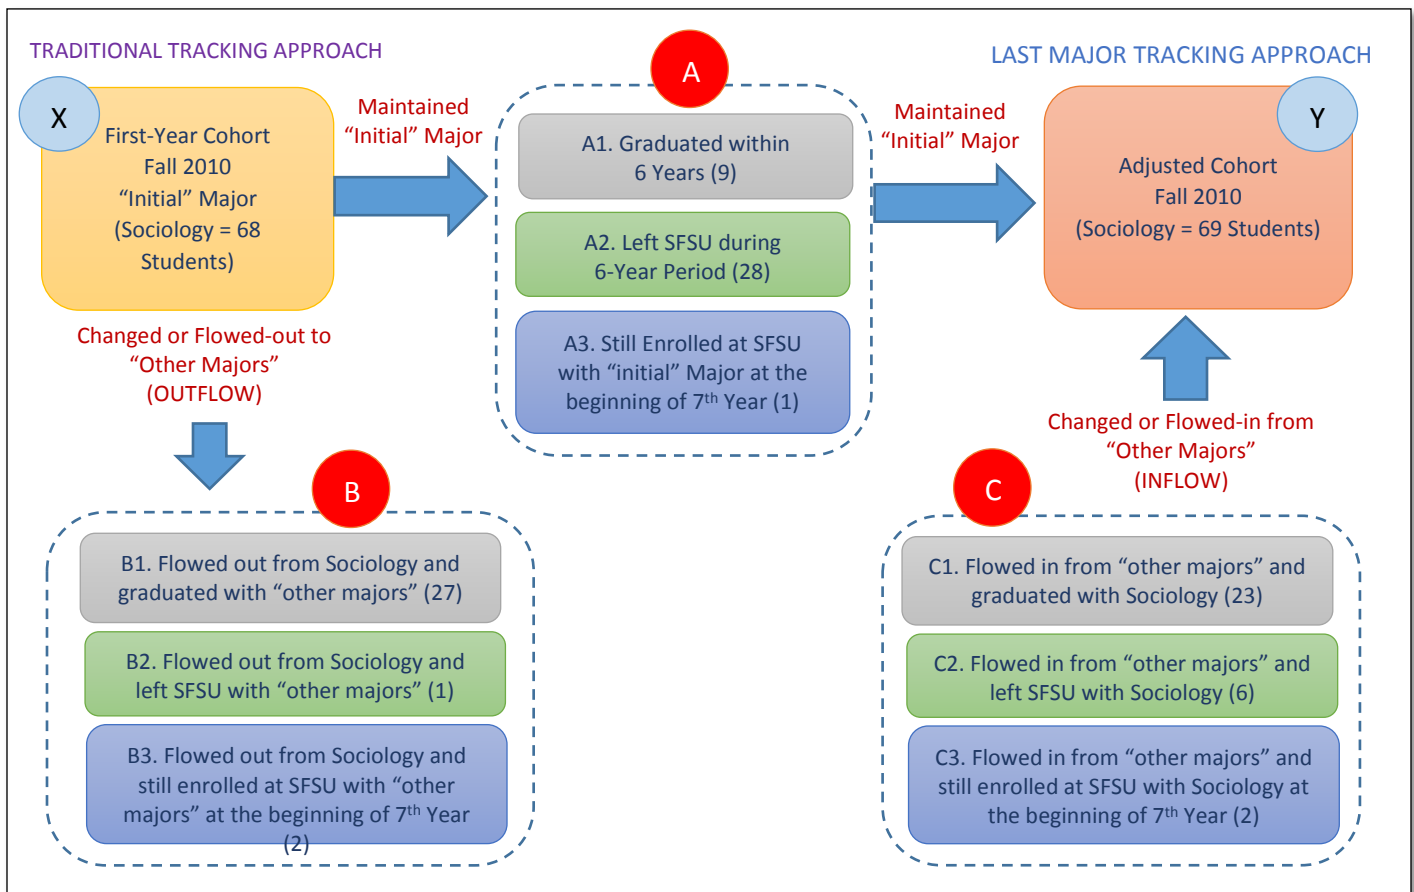 TRADITIONAL TRACKING APPROACH
LAST MAJOR TRACKING APPROACH
X
First-Year Cohort
Fall 2010
“Initial” Major
(Sociology = 68
Students)
Maintained
“Initial” Major
A
A1. Graduated within
6 Years (9)
A2. Left SFSU during
6-Year Period (28)
A3. Still Enrolled at SFSU
with “initial” Major at the
beginning of 7th Year (1)
Maintained
“Initial” Major
Y
Adjusted Cohort
Fall 2010
(Sociology = 69 Students)
Changed or Flowed-out to
“Other Majors”
(OUTFLOW)
B
B1. Flowed out from Sociology and
graduated with “other majors” (27)
B2. Flowed out from Sociology and
left SFSU with “other majors” (1)
B3. Flowed out from Sociology and
still enrolled at SFSU with “other
majors” at the beginning of 7th Year
(2)
Changed or Flowed-in from
“Other Majors”
(INFLOW)
C
C1. Flowed in from “other majors” and
graduated with Sociology (23)
C2. Flowed in from “other majors” and
left SFSU with Sociology (6)
C3. Flowed in from “other majors” and
still enrolled at SFSU with Sociology at
the beginning of 7th Year (2)